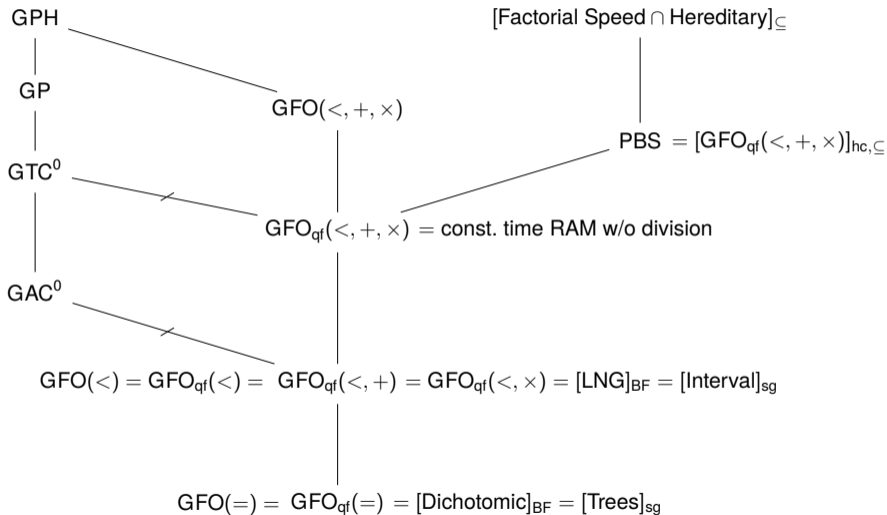 GPH
[Factorial Speed ∩ Hereditary]⊆
GP
GFO(<, +, ×)
PBS = [GFOqf(<, +, ×)]hc,⊆
GTC⁰
GFOqf(<, +, ×) = const. time RAM w/o division
GAC⁰
GFO(<) = GFOqf(<) = GFOqf(<, +) = GFOqf(<, ×) = [LNG]BF = [Interval]sg
GFO(=) = GFOqf(=) = [Dichotomic]BF = [Trees]sg